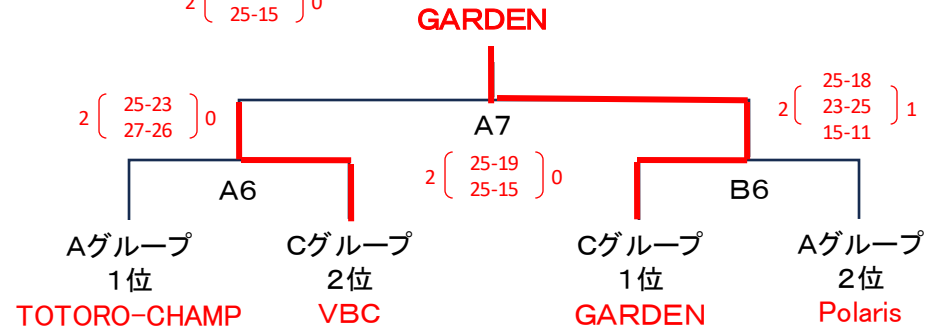 2 25-15 0
GARDEN
25-23
2 0
27-26
25-18
2 23-25 1
15-11
A7
25-19
2 0
25-15
A6
B6
Aグループ
1位
TOTORO-CHAMP
Cグループ
2位
VBC
Cグループ
1位
GARDEN
Aグループ
2位
Polaris